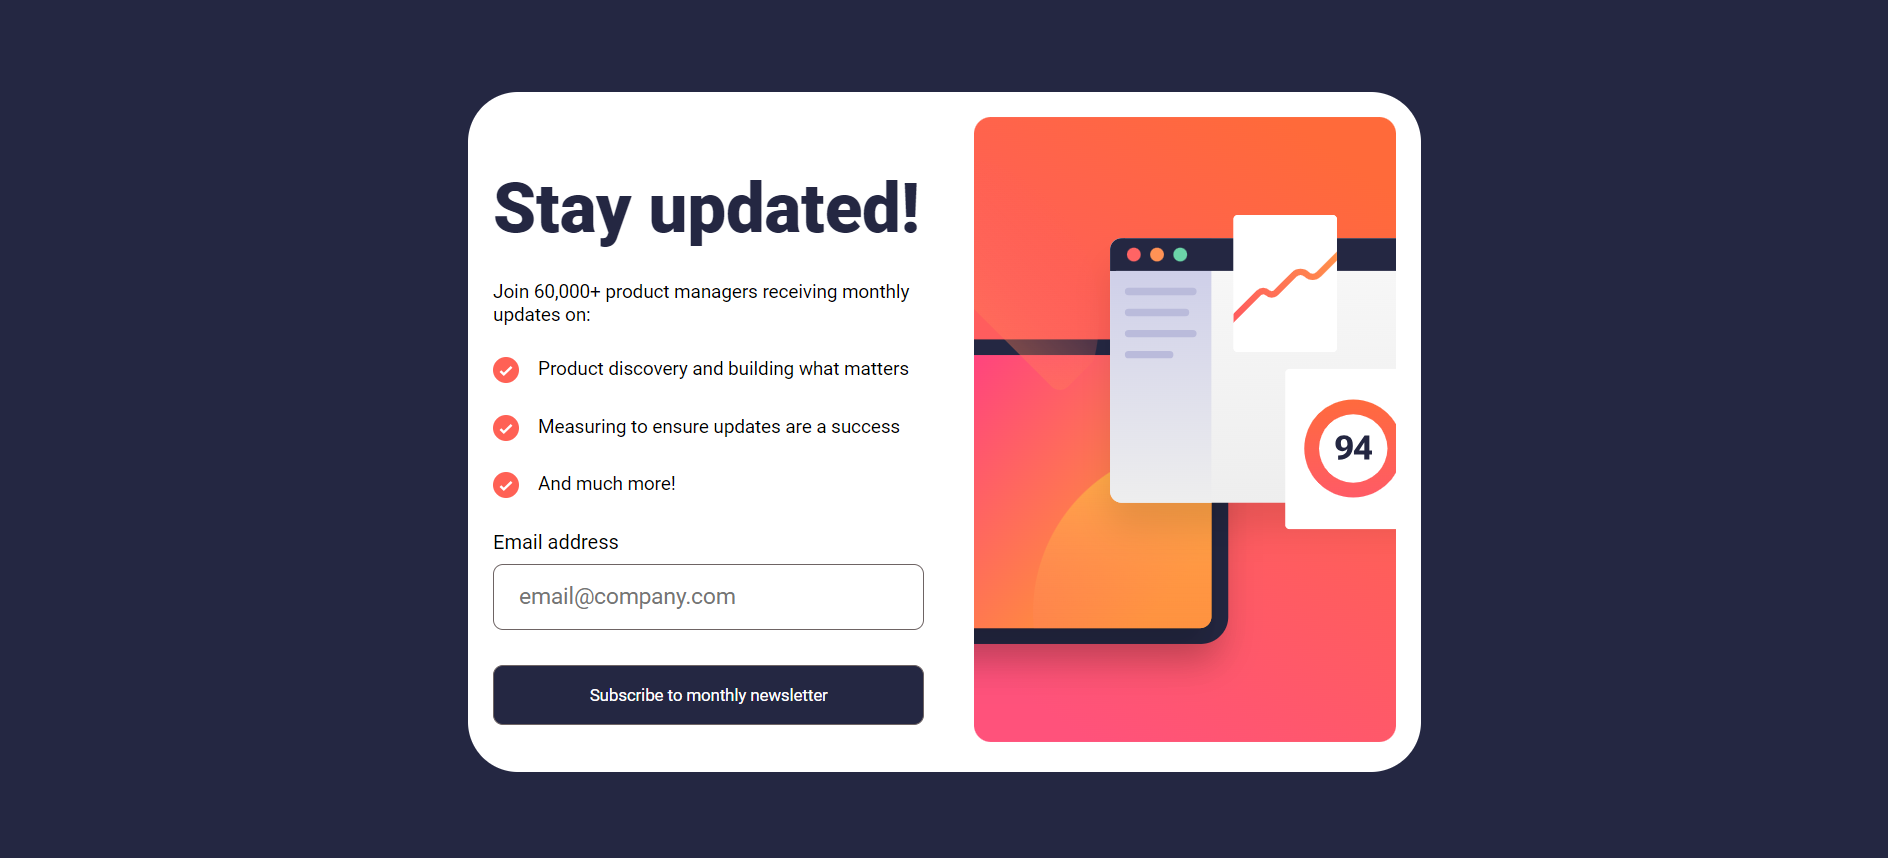 Stay updated!
Join 60,000+ product managers receiving monthly
updates on:
Product discovery and building what matters
Measuring to ensure updates are a success
And much more!
Email address
email@company.com
Subscribe to monthly newsletter
94